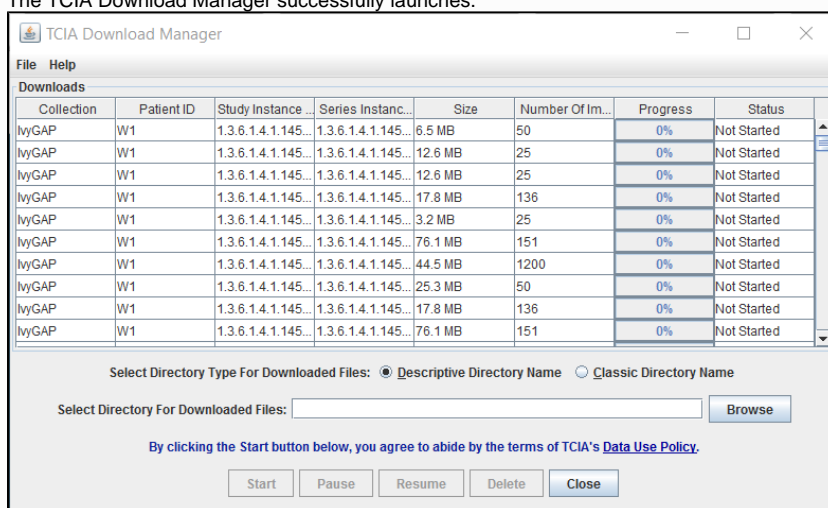 The TCIA Download Manager successfully launches.
TCIA Download Manager
File Help
Downloads
Collection Patient ID Study Instance ... Series Instanc... Size Number Of Im... Progress Status
IvyGAP W1 1.3.6.1.4.1.145... 1.3.6.1.4.1.145... 6.5 MB 50 0% Not Started
IvyGAP W1 1.3.6.1.4.1.145... 1.3.6.1.4.1.145... 12.6 MB 25 0% Not Started
IvyGAP W1 1.3.6.1.4.1.145... 1.3.6.1.4.1.145... 12.6 MB 25 0% Not Started
IvyGAP W1 1.3.6.1.4.1.145... 1.3.6.1.4.1.145... 17.8 MB 136 0% Not Started
IvyGAP W1 1.3.6.1.4.1.145... 1.3.6.1.4.1.145... 3.2 MB 25 0% Not Started
IvyGAP W1 1.3.6.1.4.1.145... 1.3.6.1.4.1.145... 76.1 MB 151 0% Not Started
IvyGAP W1 1.3.6.1.4.1.145... 1.3.6.1.4.1.145... 44.5 MB 1200 0% Not Started
IvyGAP W1 1.3.6.1.4.1.145... 1.3.6.1.4.1.145... 25.3 MB 50 0% Not Started
IvyGAP W1 1.3.6.1.4.1.145... 1.3.6.1.4.1.145... 17.8 MB 136 0% Not Started
IvyGAP W1 1.3.6.1.4.1.145... 1.3.6.1.4.1.145... 76.1 MB 151 0% Not Started
Select Directory Type For Downloaded Files: Descriptive Directory Name Classic Directory Name
Select Directory For Downloaded Files: Browse
By clicking the Start button below, you agree to abide by the terms of TCIA's Data Use Policy.
Start Pause Resume Delete Close